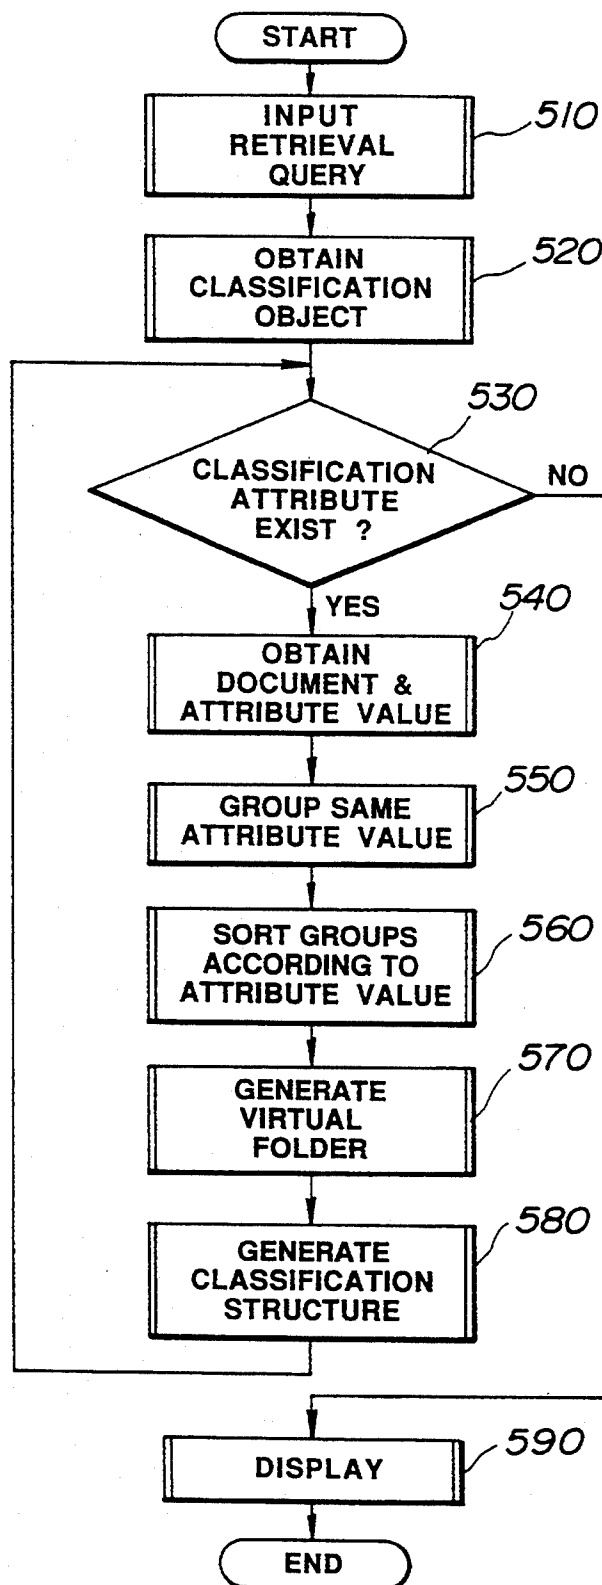 START
INPUT
RETRIEVAL
QUERY
510
OBTAIN
CLASSIFICATION
OBJECT
520
530
CLASSIFICATION
ATTRIBUTE
EXIST ?
NO
YES
540
OBTAIN
DOCUMENT &
ATTRIBUTE VALUE
550
GROUP SAME
ATTRIBUTE VALUE
SORT GROUPS
ACCORDING TO
ATTRIBUTE VALUE
560
570
GENERATE
VIRTUAL
FOLDER
580
GENERATE
CLASSIFICATION
STRUCTURE
DISPLAY
590
END